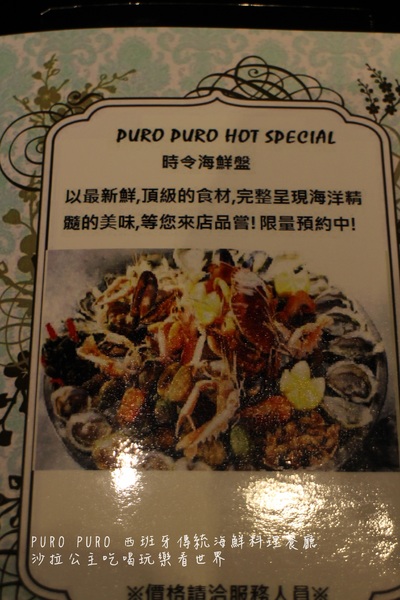 PURO PURO HOT SPECIAL
時令海鮮盤
以最新鮮,頂級的食材,完整呈現海洋精
髓的美味,等您來店品嘗!限量預約中!
PURO PURO 西班牙傳統海鮮料理餐廳
沙拉公主吃喝玩樂看世界
※價格請洽服務人員※